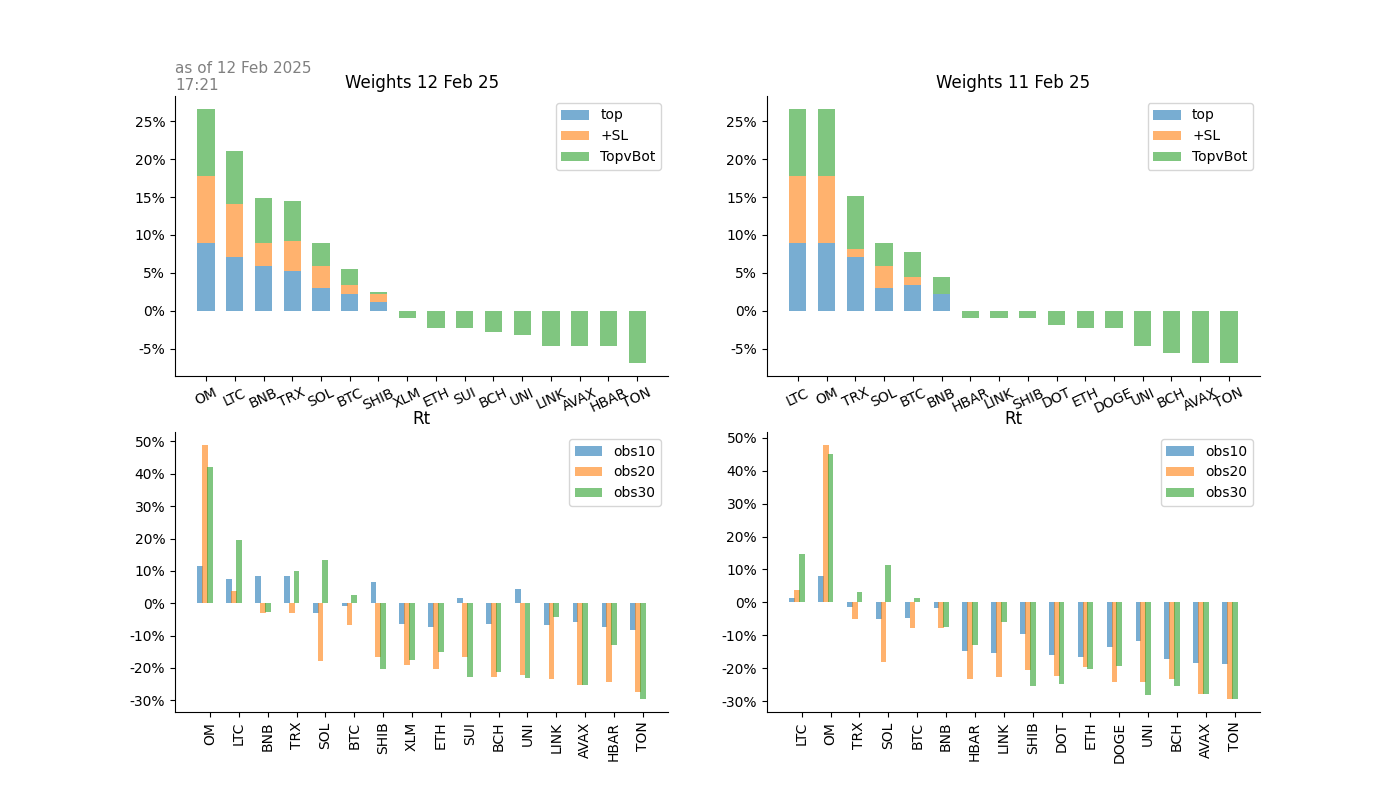 as of 12 Feb 2025
17:21
Weights 12 Feb 25
25%
20%
15%
10%
5%
0%
-5%
top
+SL
TopvBot
OM LTC BNB TRX SOL BTC SHIB XLM ETH SUI BCH UNI LINK AVAX HBAR TON
Weights 11 Feb 25
25%
20%
15%
10%
5%
0%
-5%
top
+SL
TopvBot
LTC OM TRX SOL BTC BNB HBAR LINK SHIB DOT ETH DOGE UNI BCH AVAX TON
Rt
50%
40%
30%
20%
10%
0%
-10%
-20%
-30%
obs10
obs20
obs30
OM LTC BNB TRX SOL BTC SHIB XLM ETH SUI BCH UNI LINK AVAX HBAR TON
Rt
50%
40%
30%
20%
10%
0%
-10%
-20%
-30%
obs10
obs20
obs30
LTC OM TRX SOL BTC BNB HBAR LINK SHIB DOT ETH DOGE UNI BCH AVAX TON